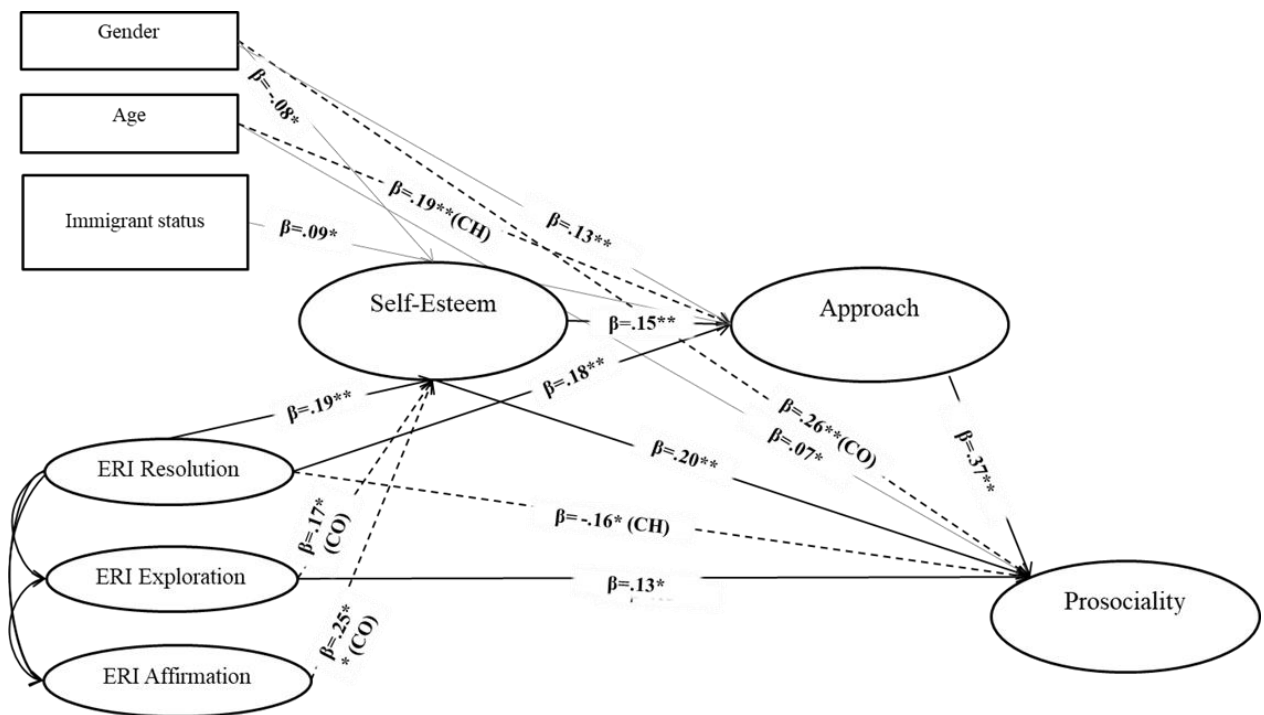 Gender
β= -.08*
Age
β=.19**(CH)
β=.13**
Immigrant status
β=.09*
Self-Esteem
Approach
β=.15**
β=.18**
β=.19**
β=.26**(CO)
β=.07*
β=.37**
β=.20**
ERI Resolution
β=.17*
(CO)
β= -.16* (CH)
ERI Exploration
β=.13*
Prosociality
β=.25*
* (CO)
ERI Affirmation